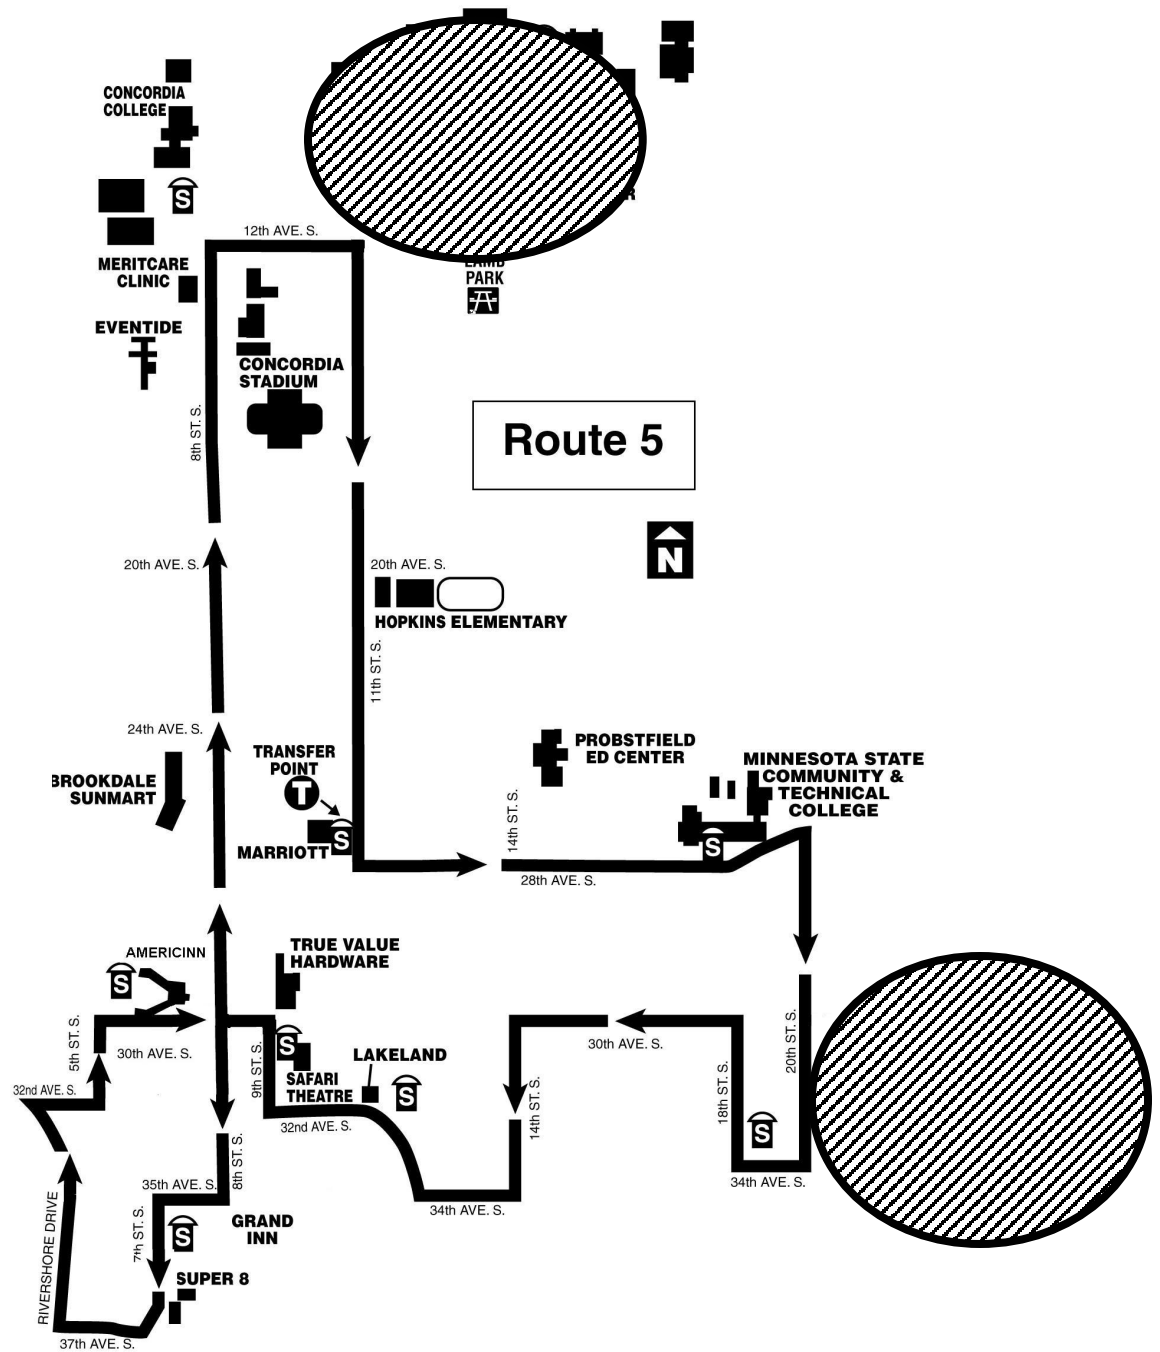 CONCORDIA
COLLEGE
S
12th AVE. S.
MERITCARE
CLINIC
EVENTIDE
PARK
CONCORDIA
STADIUM
8th ST. S.
Route 5
N
20th AVE. S.
20th AVE. S.
HOPKINS ELEMENTARY
11th ST. S.
24th AVE. S.
TRANSFER
POINT
T
BROOKDALE
SUNMART
S
MARRIOTT
PROBSTFIELD
ED CENTER
14th ST. S.
MINNESOTA STATE
COMMUNITY &
TECHNICAL
COLLEGE
S
28th AVE. S.
AMERICINN
S
TRUE VALUE
HARDWARE
5th ST. S.
30th AVE. S.
S
9th ST. S.
SAFARI
THEATRE
LAKELAND
S
32nd AVE. S.
32nd AVE. S.
14th ST. S.
30th AVE. S.
18th ST. S.
20th ST. S.
S
34th AVE. S.
34th AVE. S.
8th ST. S.
35th AVE. S.
7th ST. S.
S
GRAND
INN
SUPER 8
RIVERSHORE DRIVE
37th AVE. S.